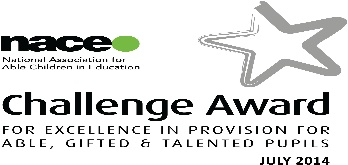 nace
National Association for
Able Children in Education
Challenge Award
FOR EXCELLENCE IN PROVISION FOR
ABLE, GIFTED & TALENTED PUPILS
JULY 2014